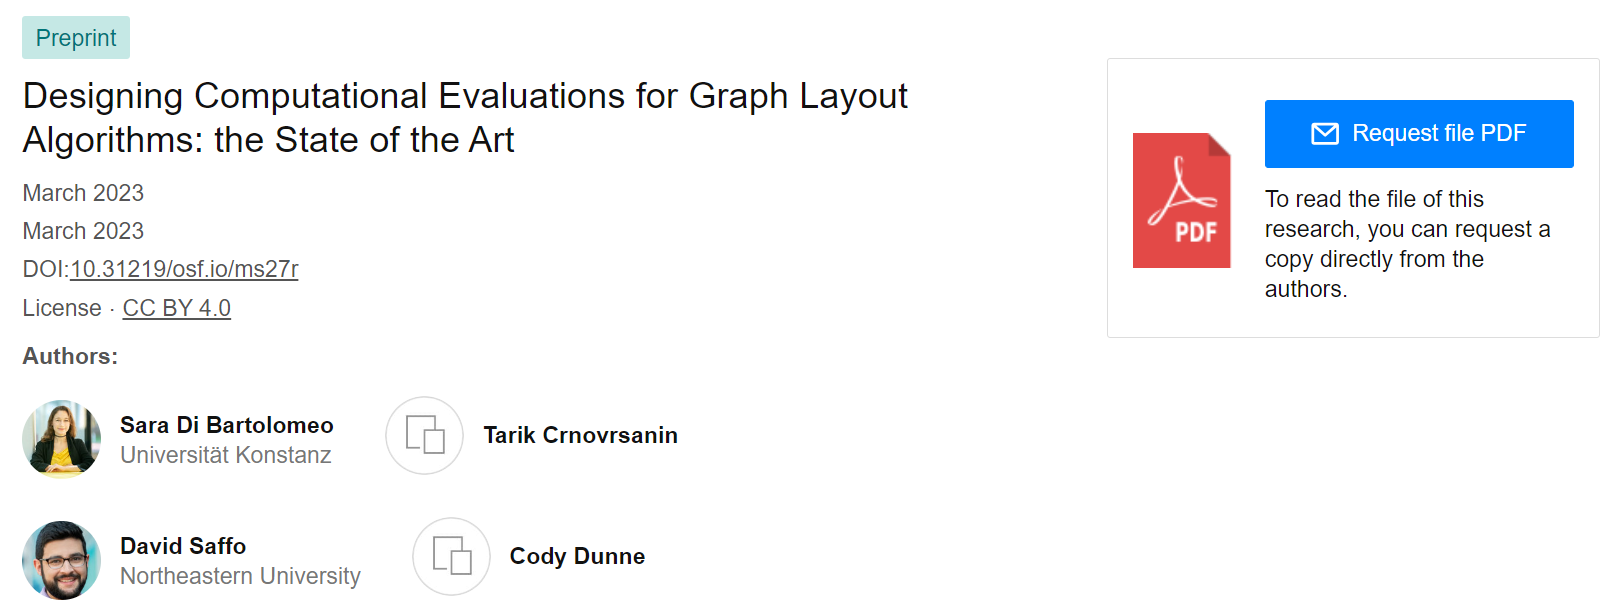 Preprint
Designing Computational Evaluations for Graph Layout
Algorithms: the State of the Art
March 2023
March 2023
DOI:10.31219/osf.io/ms27r
License · CC BY 4.0
Authors:
Sara Di Bartolomeo
Universität Konstanz
Tarik Crnovrsanin
David Saffo
Northeastern University
Cody Dunne
PDF
Request file PDF
To read the file of this
research, you can request a
copy directly from the
authors.